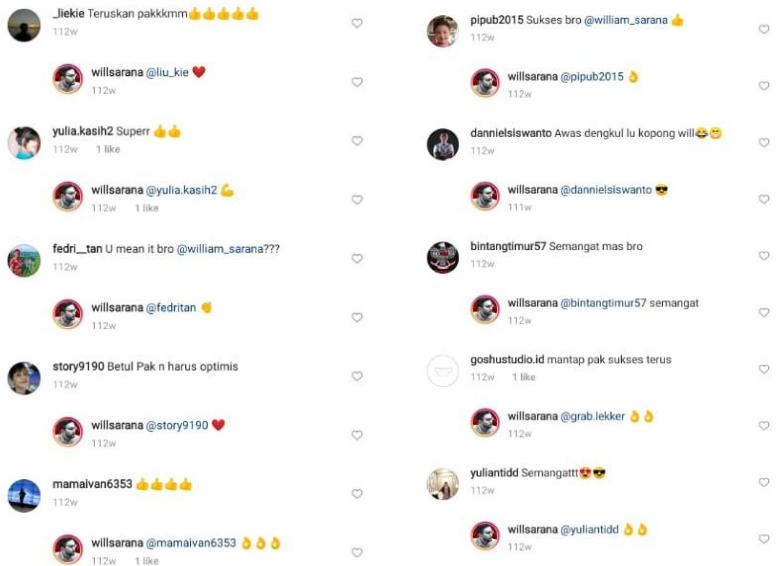 _liekie Teruskan pakkkmm👍👍👍👍👍
112w
willsarana @liu_kie ❤️
112w
yulia.kasih2 Superr 👍👍
112w 1 like
willsarana @yulia.kasih2 💪
112w 1 like
fedri__tan U mean it bro @william_sarana???
112w
willsarana @fedritan 👏
112w
story9190 Betul Pak n harus optimis
112w
willsarana @story9190 ❤️
112w
mamaivan6353 👍👍👍👍
112w
willsarana @mamaivan6353 👌👌👌
112w 1 like
pipub2015 Sukses bro @william_sarana 👍
112w
willsarana @pipub2015 👌
112w
dannielsiswanto Awas dengkul lu kopong will😂😁
112w
willsarana @dannielsiswanto 😎
111w
bintangtimur57 Semangat mas bro
112w
willsarana @bintangtimur57 semangat
112w
goshustudio.id mantap pak sukses terus
112w 1 like
willsarana @grab.lekker 👌👌
112w
yuliantidd Semangattt😍😎
112w
willsarana @yuliantidd 👌👌
112w